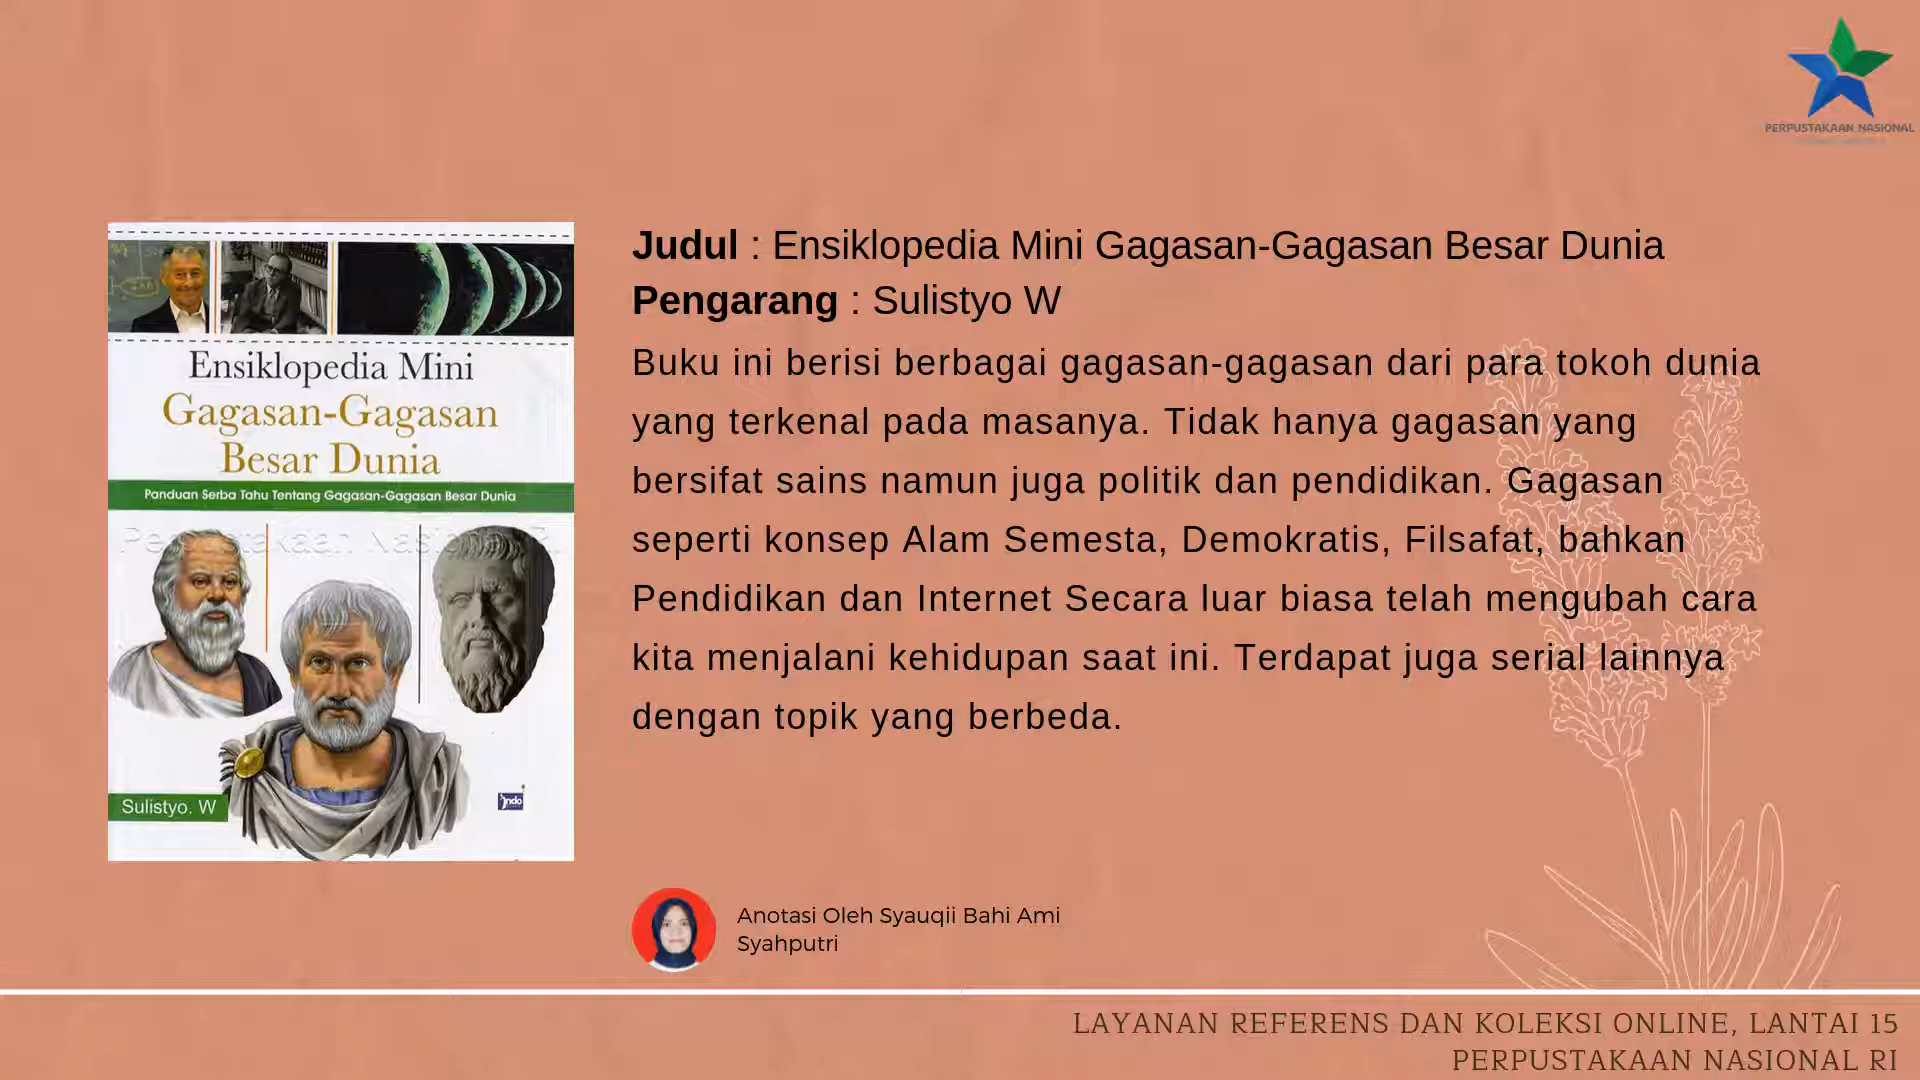 PERPUSTAKAAN NASIONAL
Judul : Ensiklopedia Mini Gagasan-Gagasan Besar Dunia
Pengarang : Sulistyo W
Buku ini berisi berbagai gagasan-gagasan dari para tokoh dunia
yang terkenal pada masanya. Tidak hanya gagasan yang
bersifat sains namun juga politik dan pendidikan. Gagasan
seperti konsep Alam Semesta, Demokratis, Filsafat, bahkan
Pendidikan dan Internet Secara luar biasa telah mengubah cara
kita menjalani kehidupan saat ini. Terdapat juga serial lainnya
dengan topik yang berbeda.
Ensiklopedia Mini
Gagasan-Gagasan
Besar Dunia
Panduan Serba Tahu Tentang Gagasan-Gagasan Besar Dunia
Sulistyo. W
Indo
Anotasi Oleh Syauqii Bahi Ami
Syahputri
LAYANAN REFERENS DAN KOLEKSI ONLINE, LANTAI 15
PERPUSTAKAAN NASIONAL RI